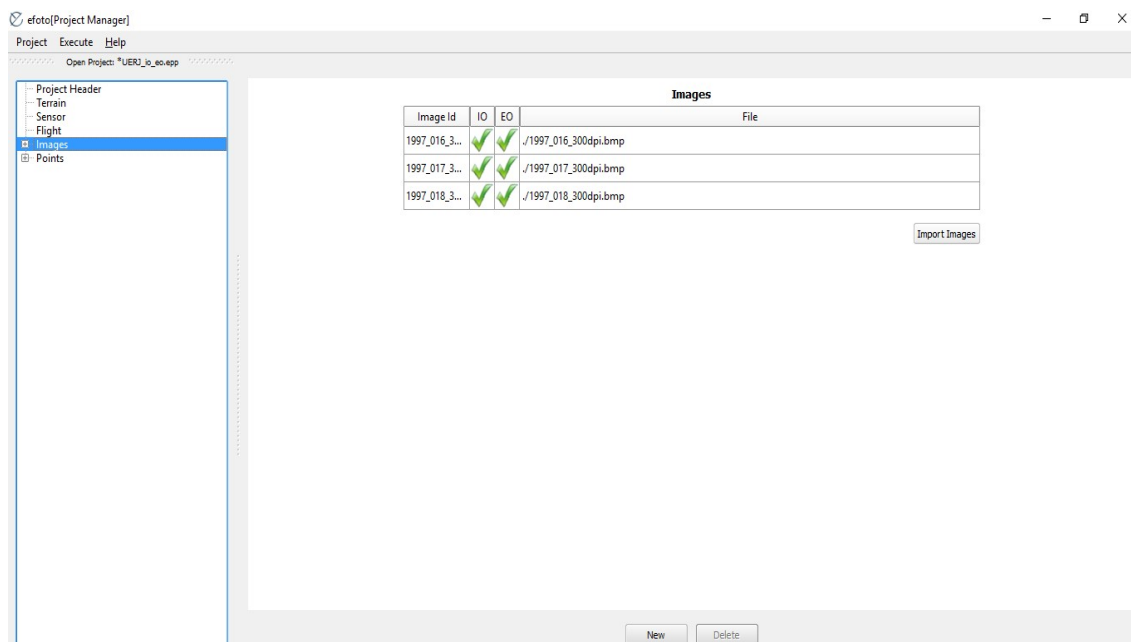 efoto[Project Manager]
Project Execute Help
Open Project: *UERJ_io_eo.epp
Project Header
Terrain
Sensor
Flight
Images
Points
Images
Image Id IO EO File
1997_016_3... ./1997_016_300dpi.bmp
1997_017_3... ./1997_017_300dpi.bmp
1997_018_3... ./1997_018_300dpi.bmp
Import Images
New Delete